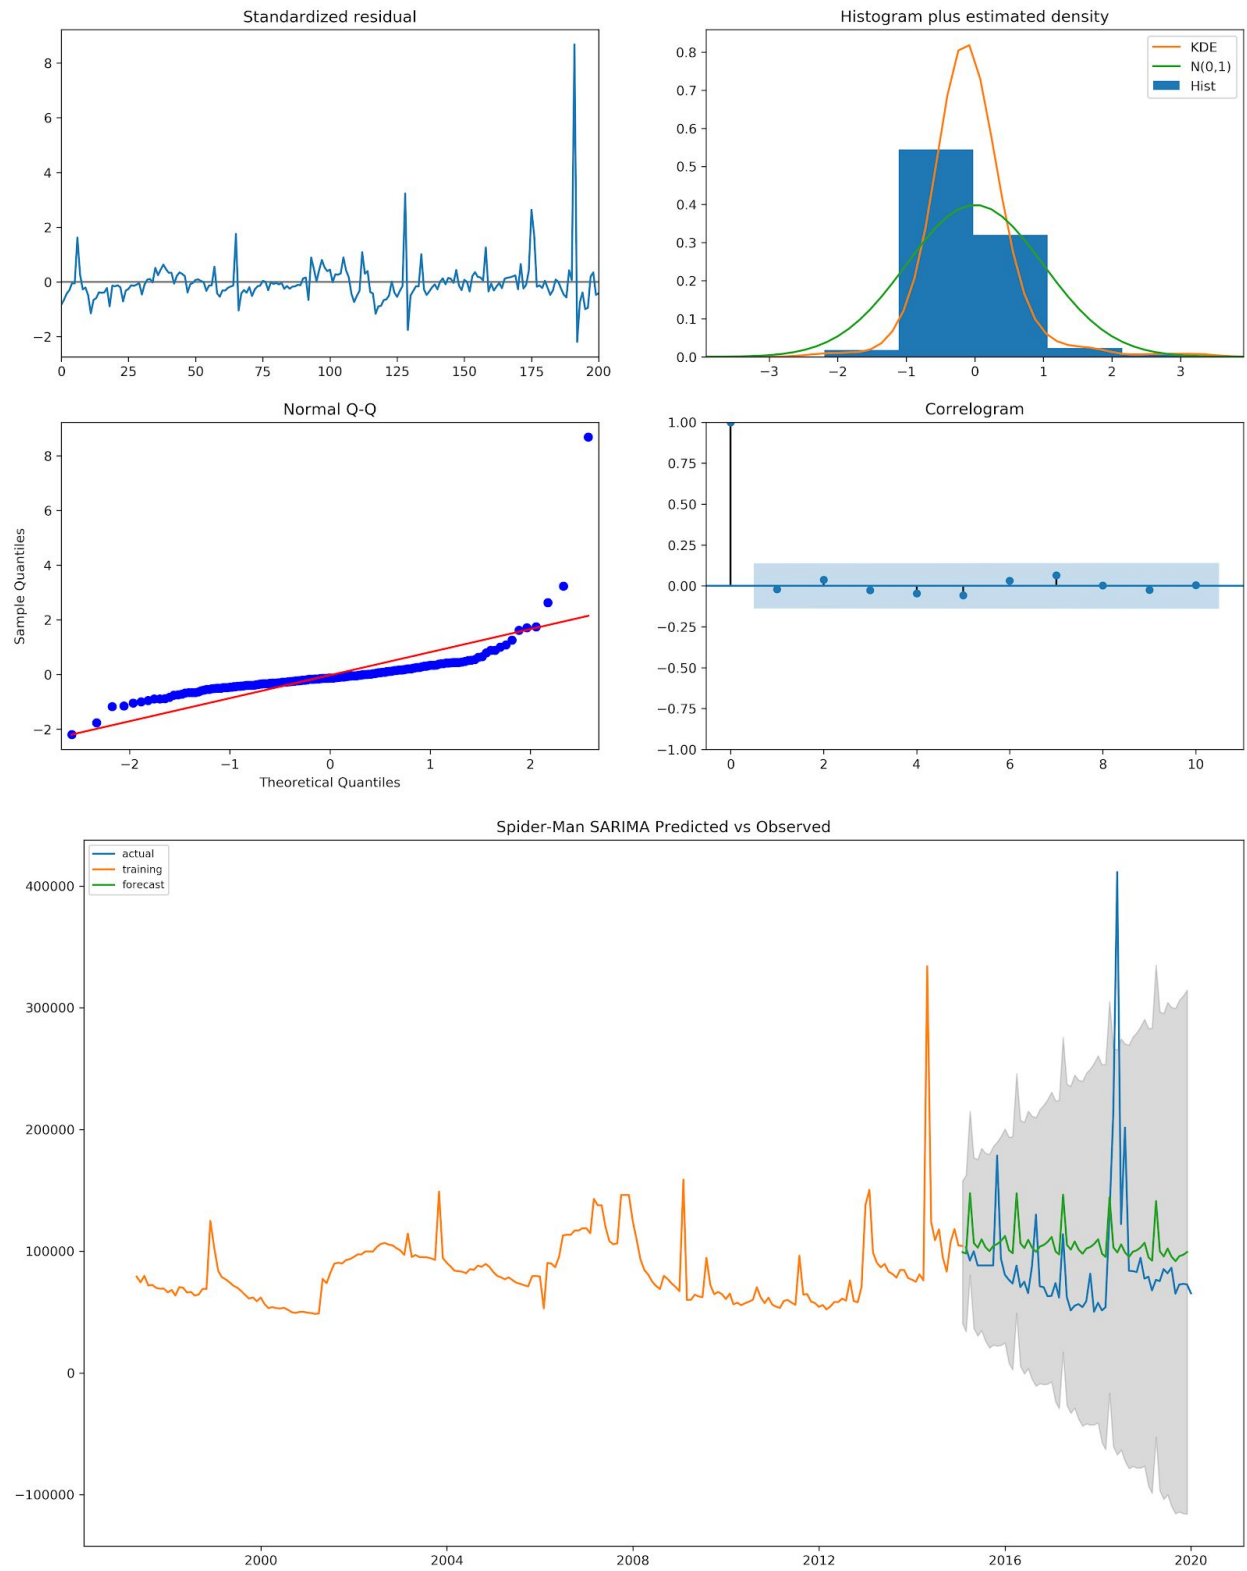 Standardized residual
8
6
4
2
0
−2
0 25 50 75 100 125 150 175 200
Histogram plus estimated density
KDE
N(0,1)
Hist
0.8
0.7
0.6
0.5
0.4
0.3
0.2
0.1
0.0
−3 −2 −1 0 1 2 3
Normal Q-Q
Sample Quantiles
8
6
4
2
0
−2
−2 −1 0 1 2
Theoretical Quantiles
Correlogram
1.00
0.75
0.50
0.25
0.00
−0.25
−0.50
−0.75
−1.00
0 2 4 6 8 10
Spider-Man SARIMA Predicted vs Observed
actual
training
forecast
400000
300000
200000
100000
0
−100000
2000 2004 2008 2012 2016 2020